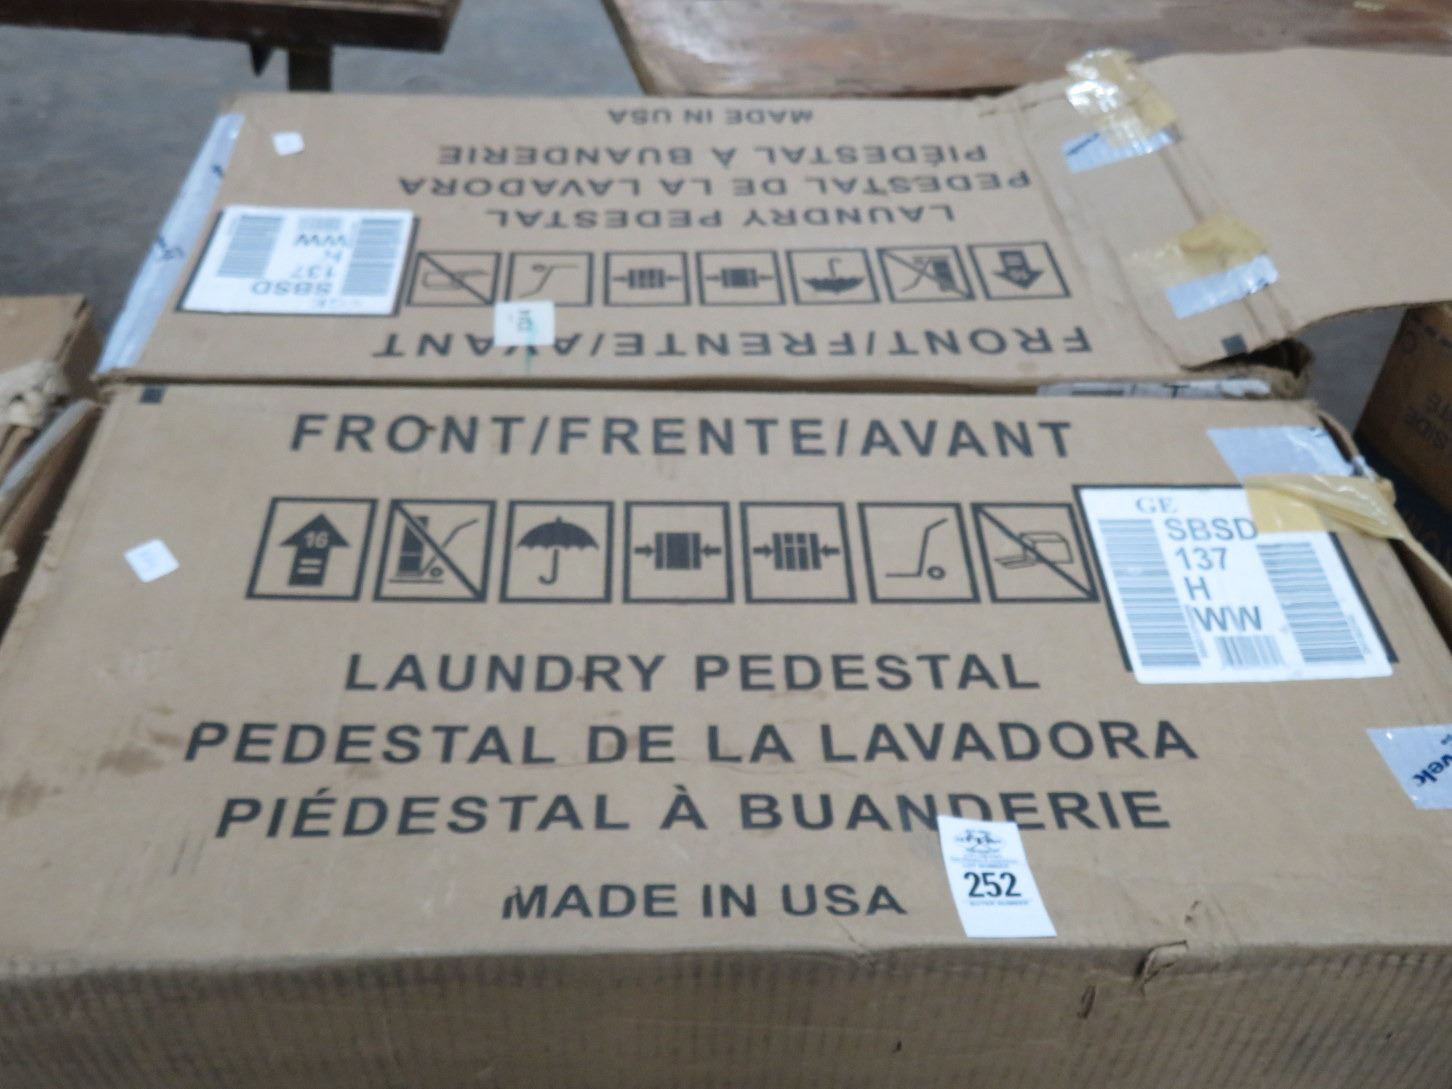 MADE IN USA
PIÉDESTAL À BUANDERIE
PEDESTAL DE LA LAVADORA
LAUNDRY PEDESTAL
GE
SBSD
137
H
WW
FRONT/FRENTE/AVANT
FRONT/FRENTE/AVANT
16
GE
SBSD
137
H
WW
LAUNDRY PEDESTAL
PEDESTAL DE LA LAVADORA
PIÉDESTAL À BUANDERIE
MADE IN USA
252